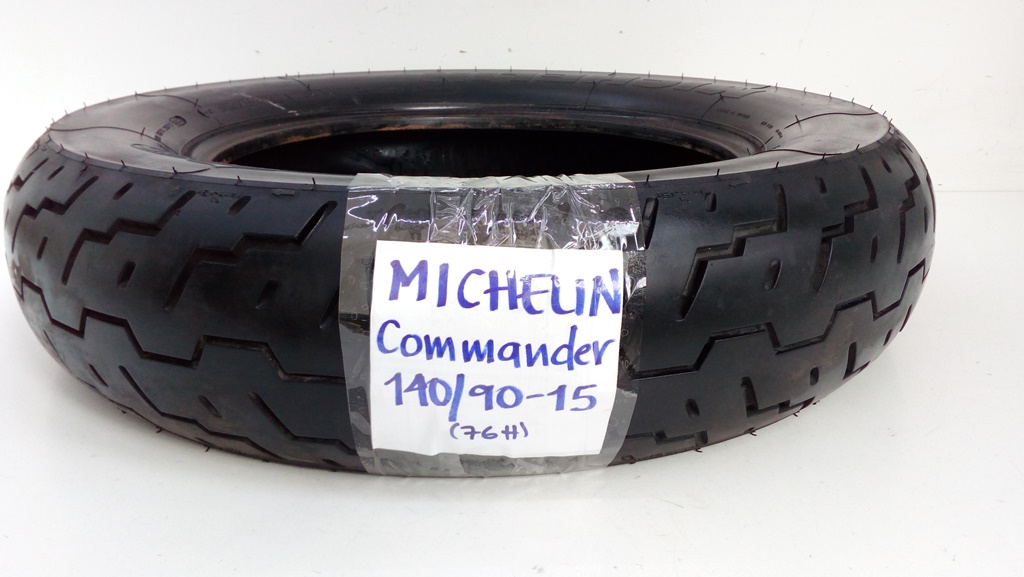 MICHELIN
Commander
140/90-15
(76H)